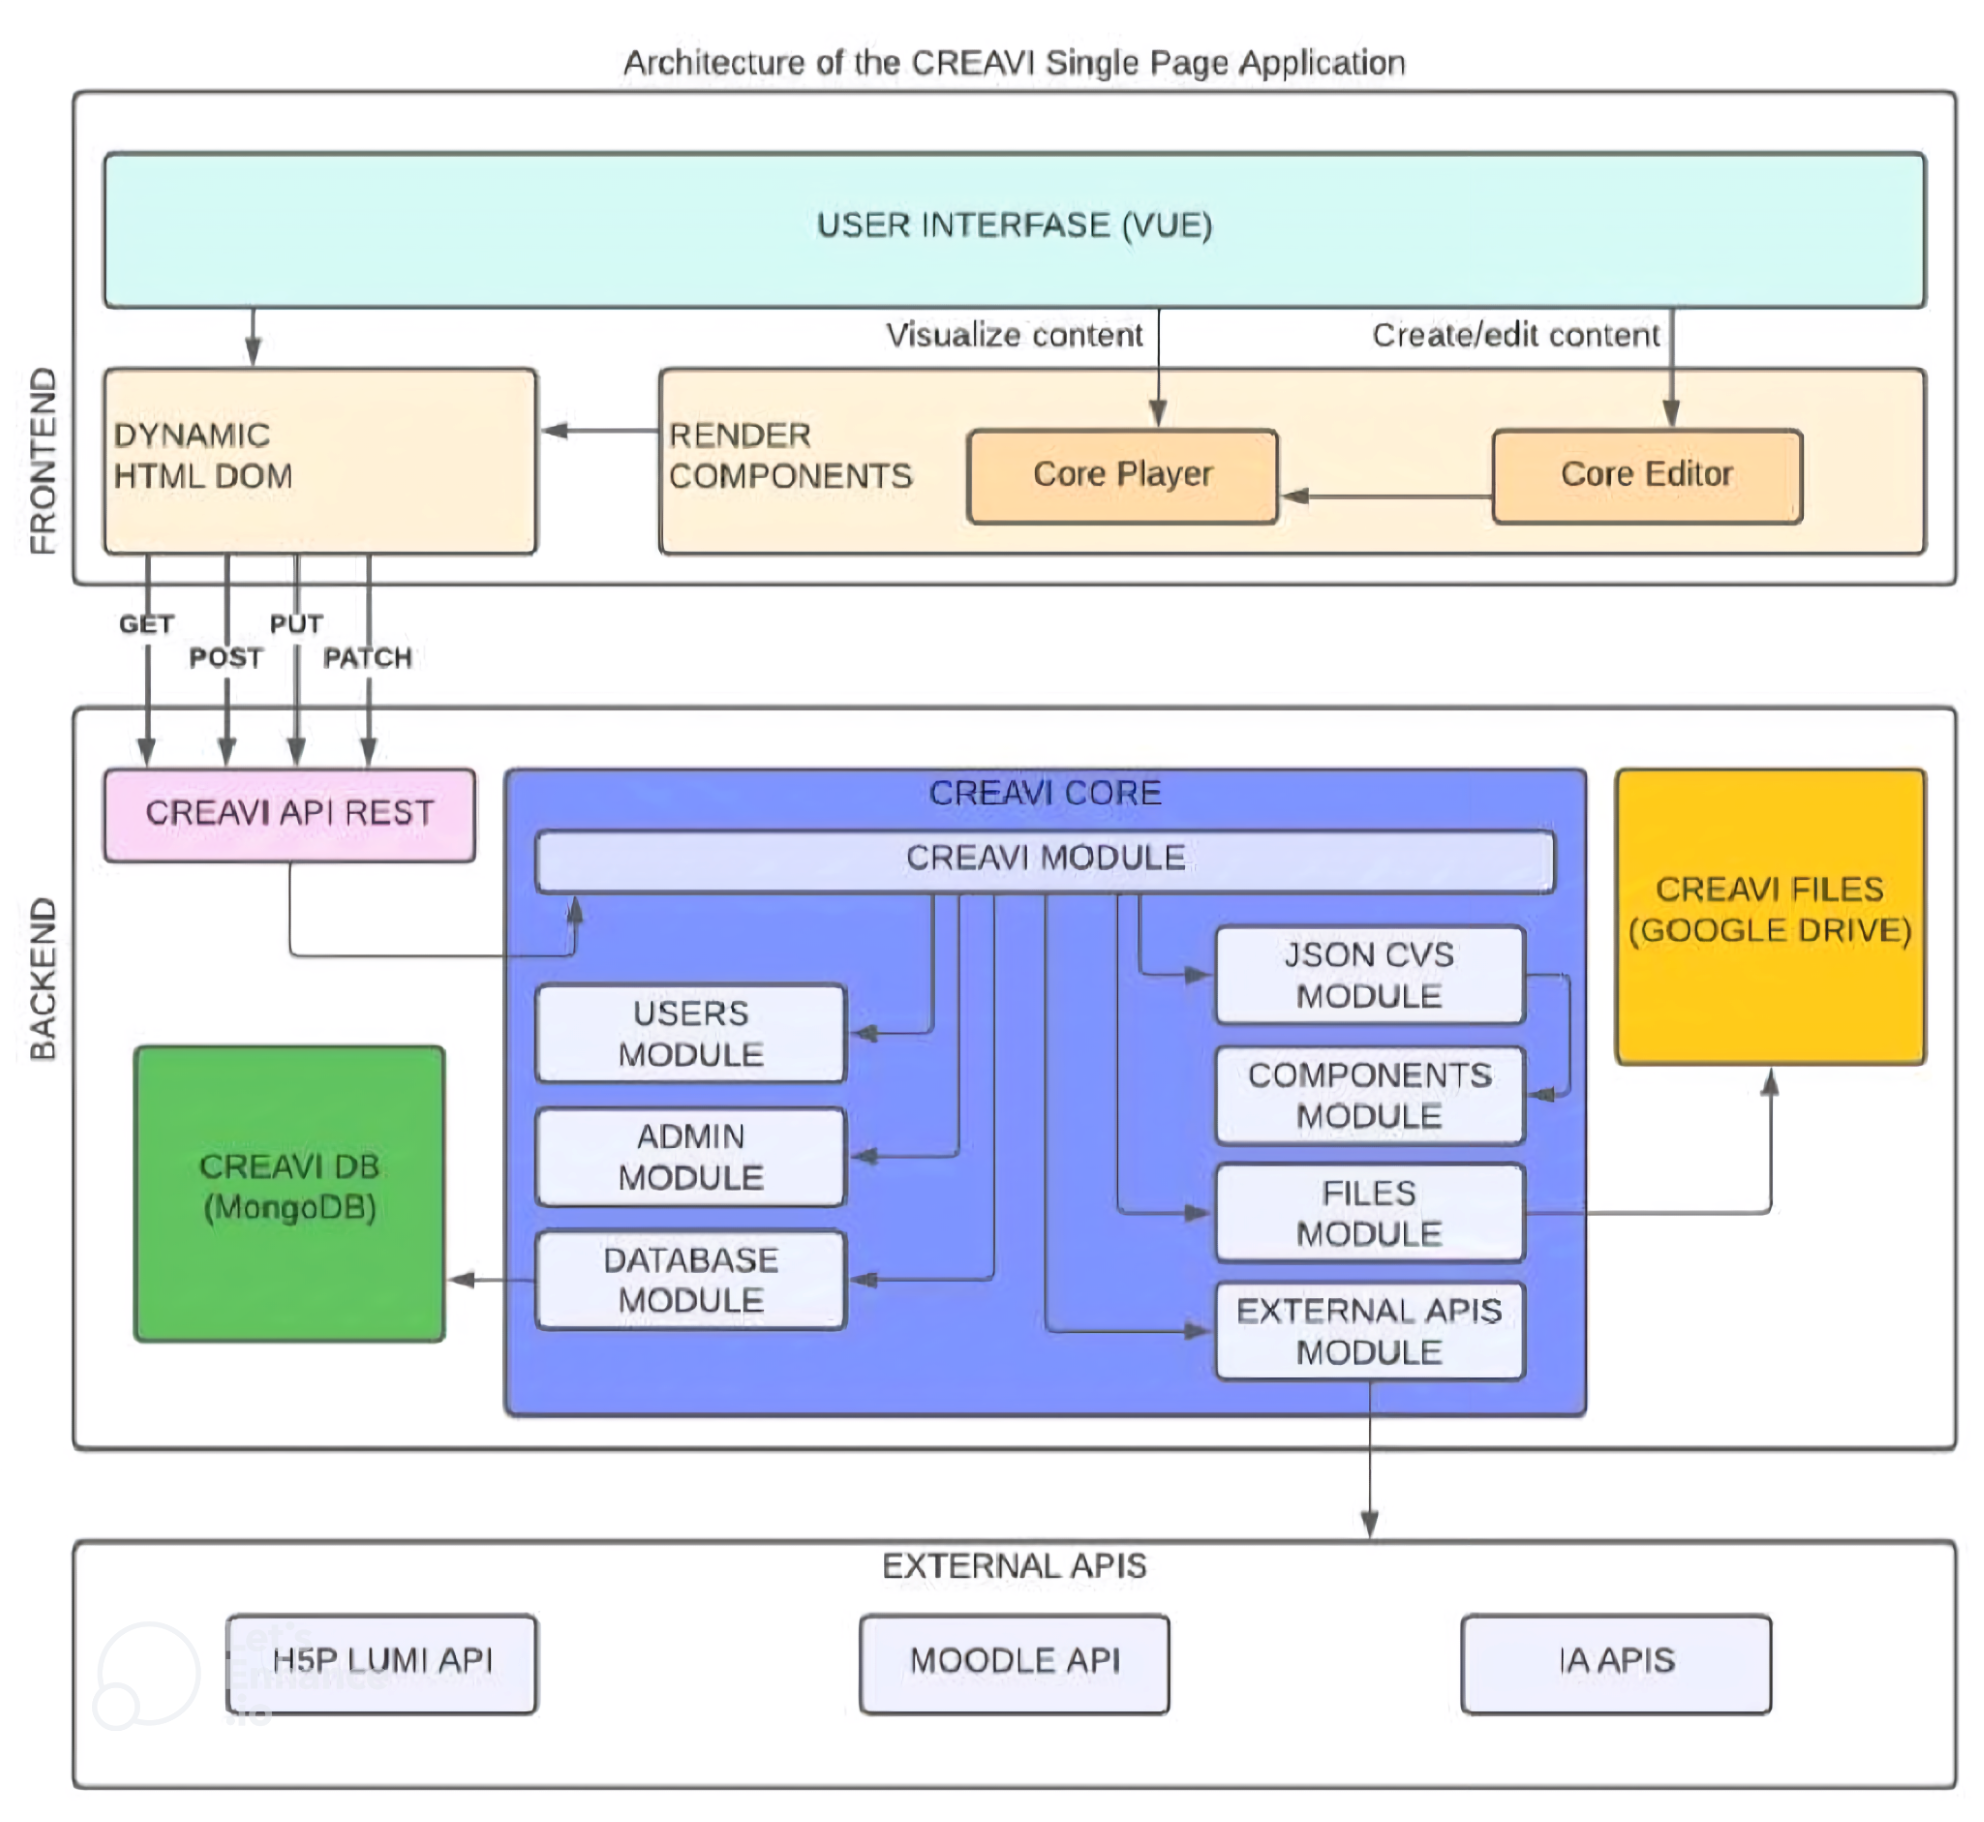 Architecture of the CREAVI Single Page Application
USER INTERFASE (VUE)
Visualize content
Create/edit content
FRONTEND
DYNAMIC
HTML DOM
RENDER
COMPONENTS
Core Player
Core Editor
GET
PUT
POST
PATCH
BACKEND
CREAVI API REST
CREAVI CORE
CREAVI MODULE
CREAVI FILES
(GOOGLE DRIVE)
JSON CVS
MODULE
USERS
MODULE
COMPONENTS
MODULE
ADMIN
MODULE
CREAVI DB
(MongoDB)
FILES
MODULE
DATABASE
MODULE
EXTERNAL APIS
MODULE
EXTERNAL APIS
H5P LUMI API
MOODLE API
IA APIS
Let's
Enhance
.io